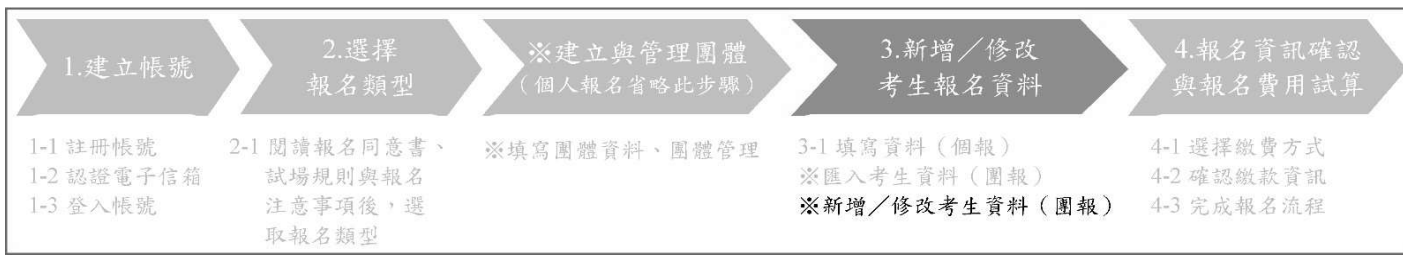 1.建立帳號
2.選擇
報名類型
※建立與管理團體
（個人報名省略此步驟）
3.新增／修改
考生報名資料
4.報名資訊確認
與報名費用試算
1-1 註冊帳號
1-2 認證電子信箱
1-3 登入帳號
2-1 閱讀報名同意書、
試場規則與報名
注意事項後，選
取報名類型
※填寫團體資料、團體管理
3-1 填寫資料（個報）
※匯入考生資料（團報）
※新增／修改考生資料（團報）
4-1 選擇繳費方式
4-2 確認繳款資訊
4-3 完成報名流程